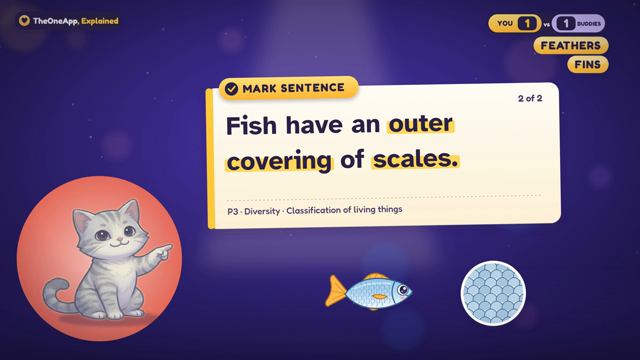 TheOneApp, Explained
YOU 1 vs 1 BUDDIES
FEATHERS
FINS
MARK SENTENCE
2 of 2
Fish have an outer
covering of scales.
P3 · Diversity · Classification of living things